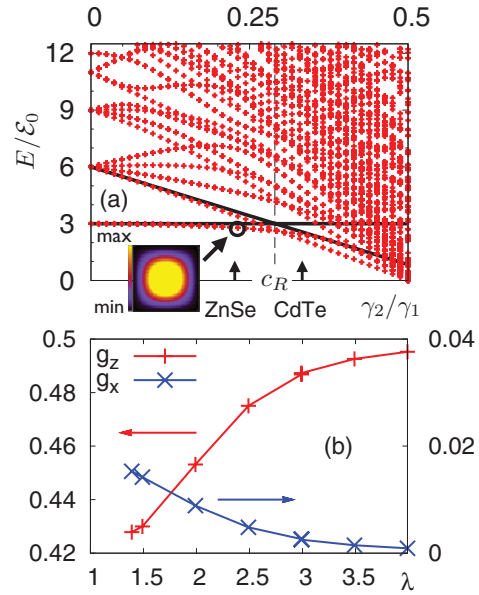 0 0.25 0.5
12
9
6
3
0
E/ℰ₀
(a)
max
min
ZnSe
c_R
CdTe
γ₂/γ₁
0.5
0.48
0.46
0.44
0.42
g_z
g_x
(b)
0.04
0.02
0
1 1.5 2 2.5 3 3.5 λ